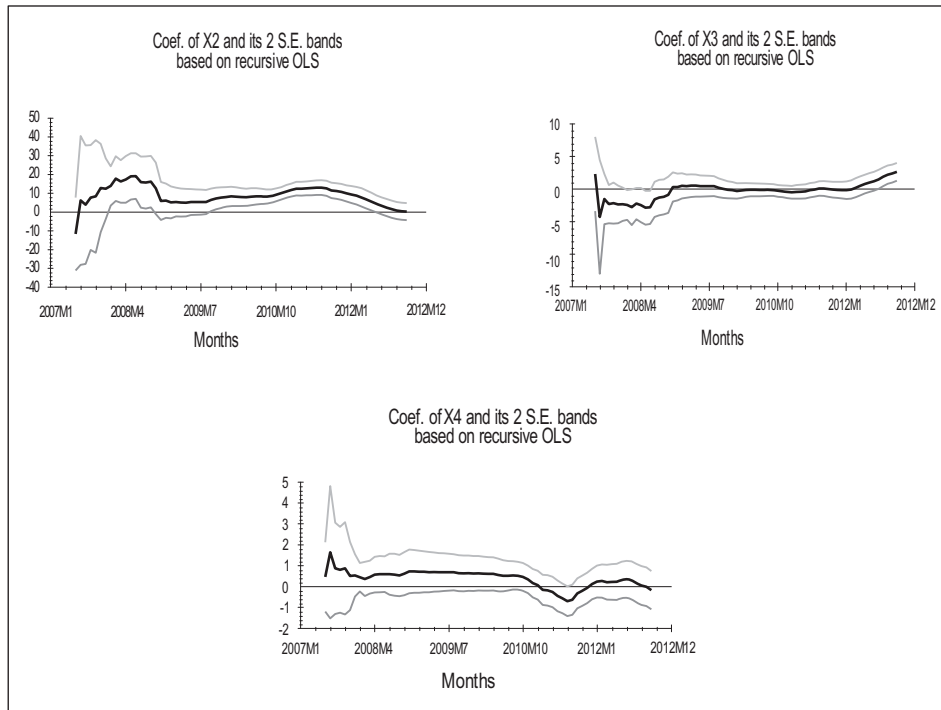 Coef. of X2 and its 2 S.E. bands
based on recursive OLS
50
40
30
20
10
0
-10
-20
-30
-40
2007M1 2008M4 2009M7 2010M10 2012M1 2012M12
Months
Coef. of X3 and its 2 S.E. bands
based on recursive OLS
10
5
0
-5
-10
-15
2007M1 2008M4 2009M7 2010M10 2012M1 2012M12
Months
Coef. of X4 and its 2 S.E. bands
based on recursive OLS
5
4
3
2
1
0
-1
-2
2007M1 2008M4 2009M7 2010M10 2012M1 2012M12
Months